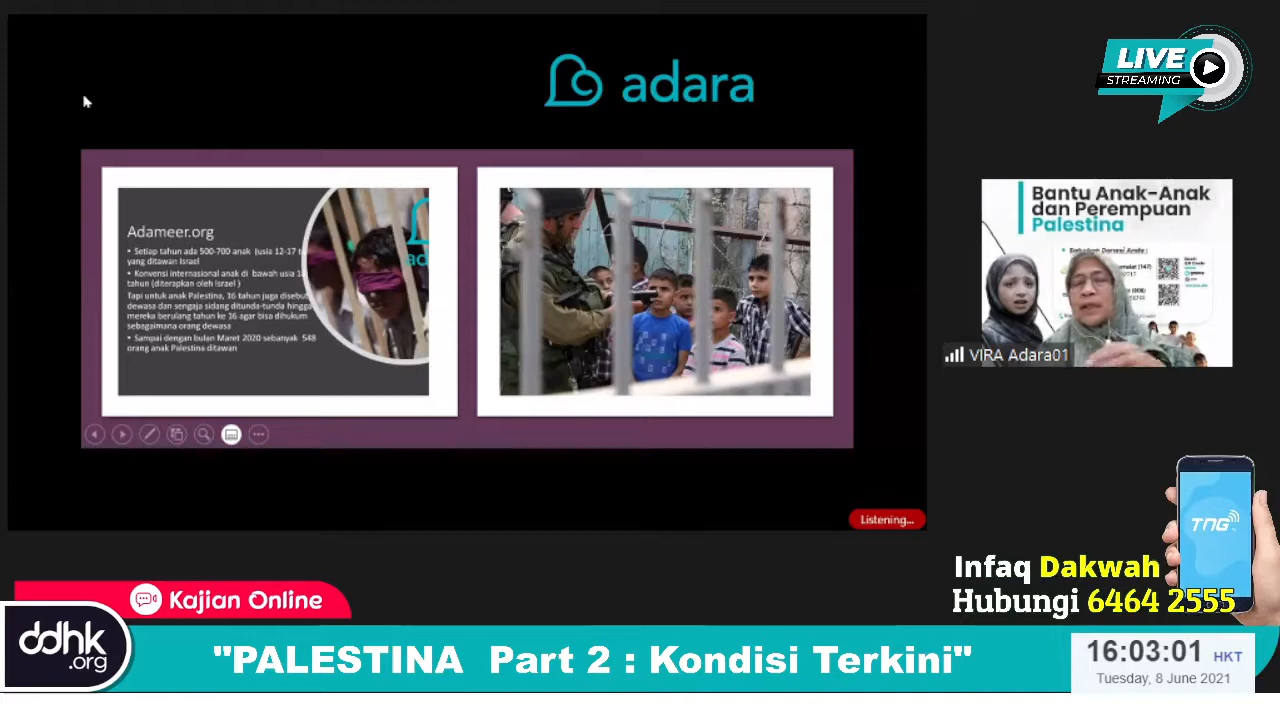 adara
LIVE
STREAMING
Adameer.org
• Setiap tahun ada 500-700 anak (usia 12-17
yang ditawan Israel
• Konvensi internasional anak di bawah usia 18
tahun (diterapkan oleh Israel )
Tapi untuk anak Palestina, 16 tahun juga disebut
dewasa dan sengaja sidang ditunda-tunda hingga
mereka berulang tahun ke 16 agar bisa dihukum
sebagaimana orang dewasa
• Sampai dengan bulan Maret 2020 sebanyak 548
orang anak Palestina ditawan
Bantu Anak-Anak
dan Perempuan
Palestina
VIRA Adara01
Listening...
TNG
Infaq Dakwah
Hubungi 6464 2555
Kajian Online
ddhk
.org
"PALESTINA Part 2 : Kondisi Terkini"
16:03:01 HKT
Tuesday, 8 June 2021